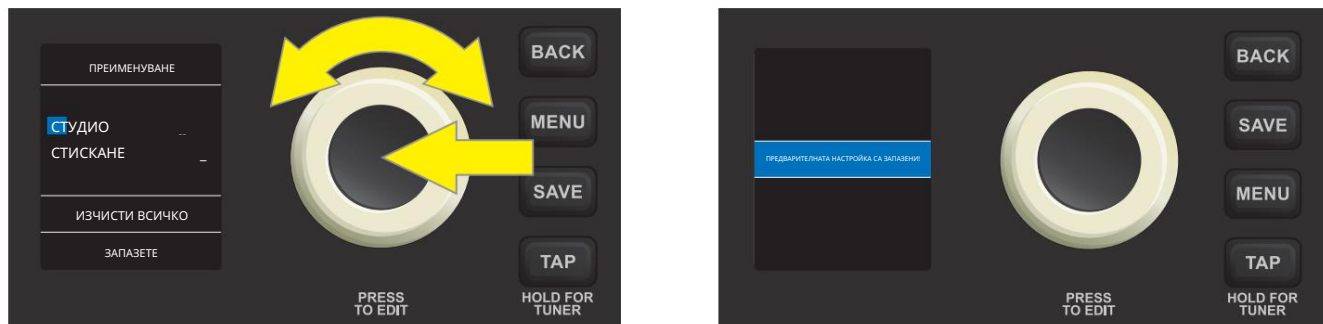 ПРЕИМЕНУВАНЕ
СТУДИО
СТИСКАНЕ
ИЗЧИСТИ ВСИЧКО
ЗАПАЗЕТЕ
BACK
MENU
SAVE
TAP
PRESS
TO EDIT
HOLD FOR
TUNER
ПРЕДВАРИТЕЛНАТА НАСТРОЙКА СА ЗАПАЗЕНИ!
BACK
SAVE
MENU
TAP
PRESS
TO EDIT
HOLD FOR
TUNER